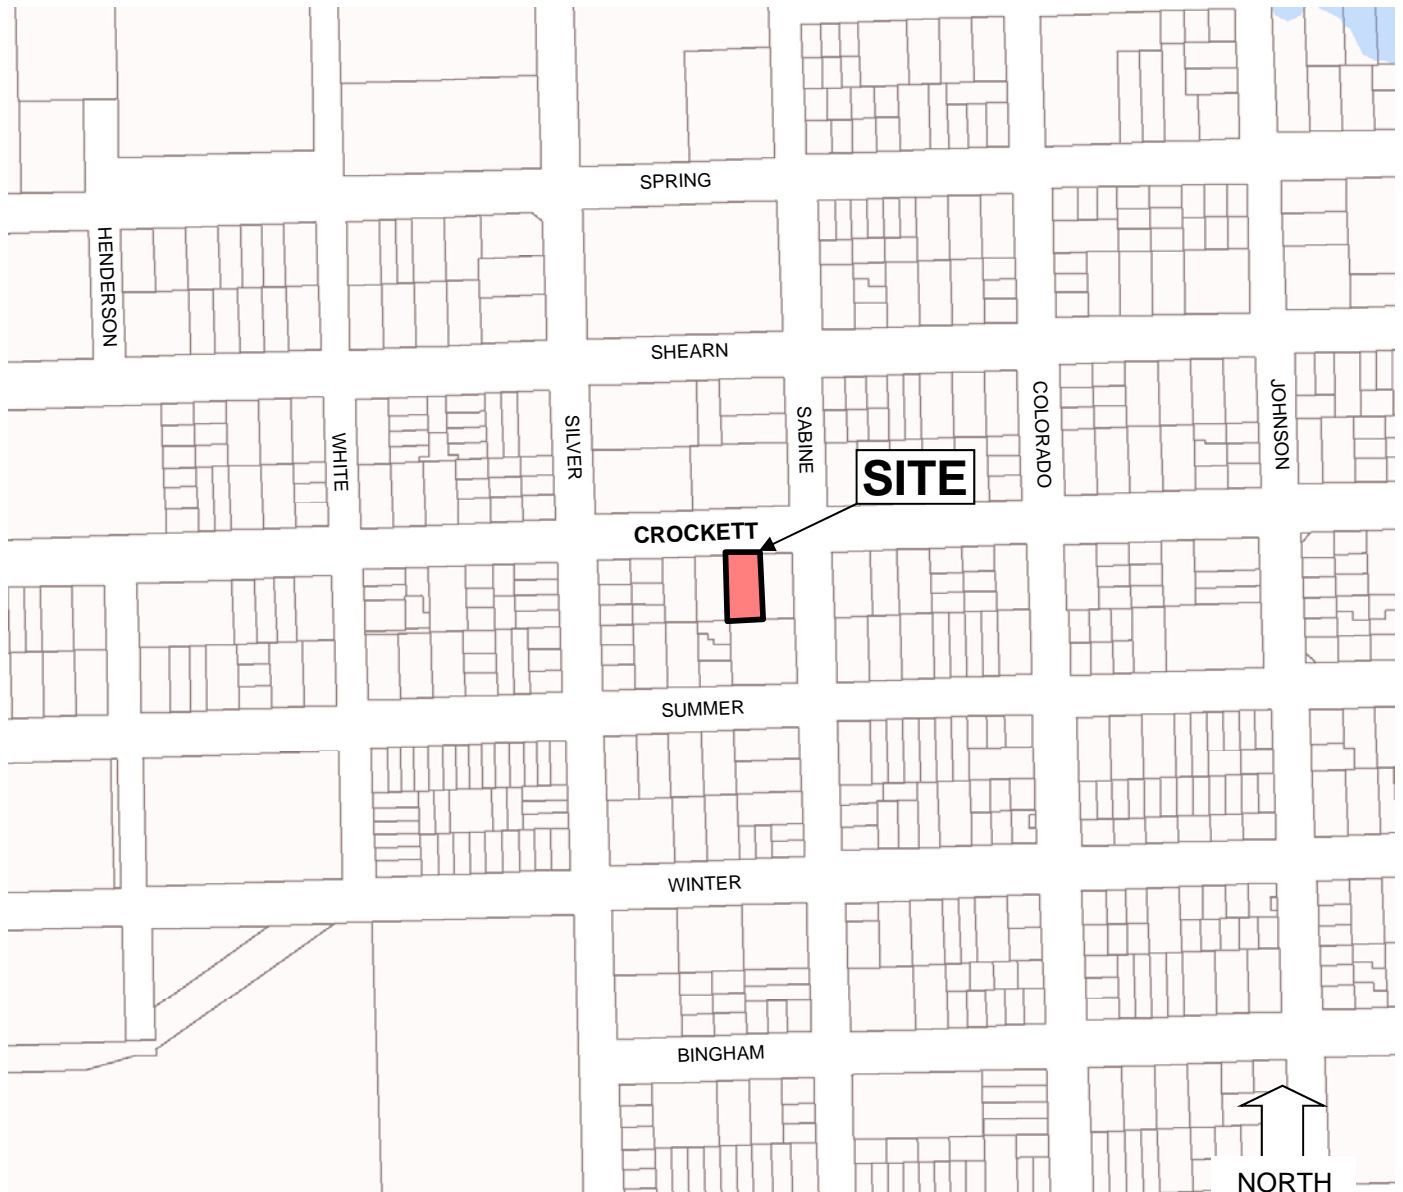 SPRING
HENDERSON
SHEARN
WHITE
SILVER
SABINE
COLORADO
JOHNSON
SITE
CROCKETT
SUMMER
WINTER
BINGHAM
NORTH